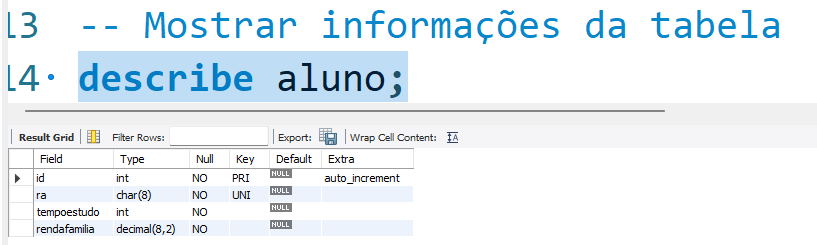 13 -- Mostrar informações da tabela
14 describe aluno;
Result Grid Filter Rows: Export: Wrap Cell Content:
Field Type Null Key Default Extra
id int NO PRI NULL auto_increment
ra char(8) NO UNI NULL
tempoestudo int NO NULL
rendafamilia decimal(8,2) NO NULL